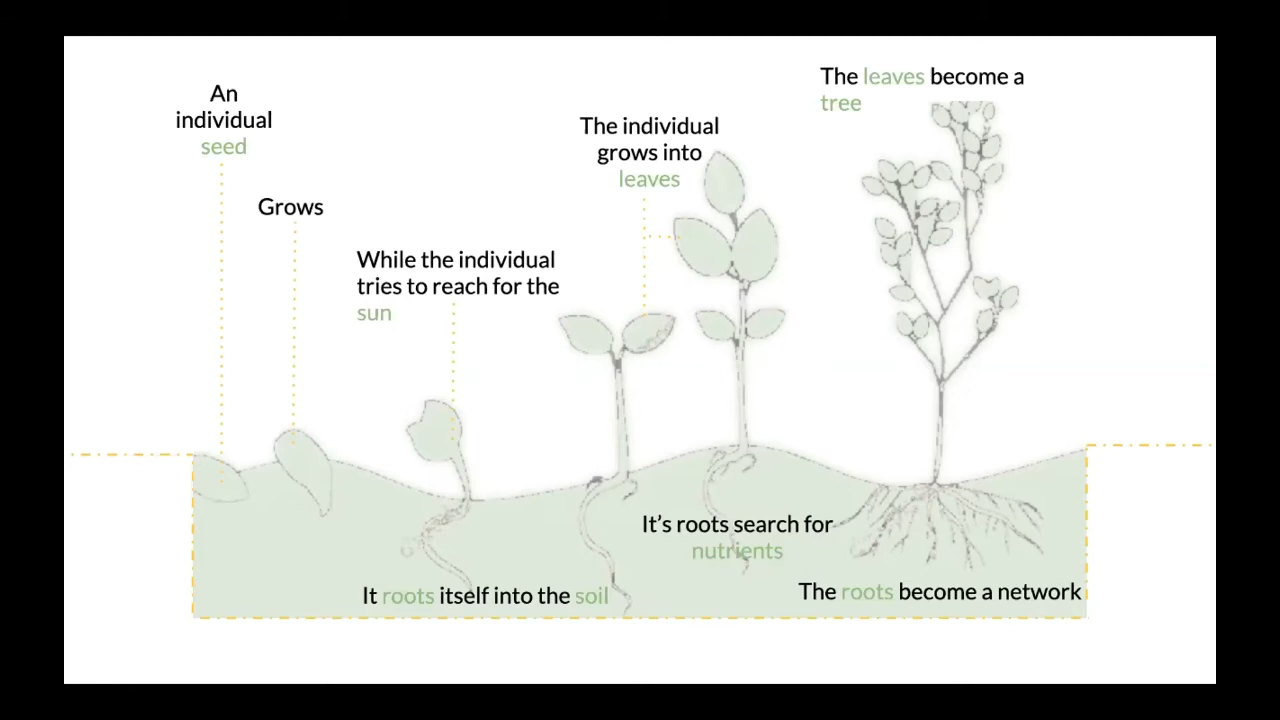 An
individual
seed
Grows
While the individual
tries to reach for the
sun
The individual
grows into
leaves
The leaves become a
tree
It roots itself into the soil
It’s roots search for
nutrients
The roots become a network